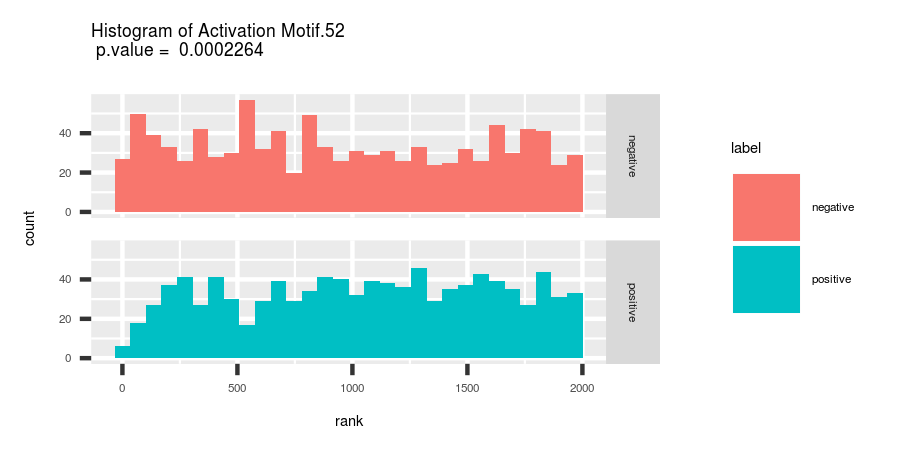 Histogram of Activation Motif.52
p.value = 0.0002264
count
40
20
0
negative
40
20
0
positive
0 500 1000 1500 2000
rank
label
negative
positive